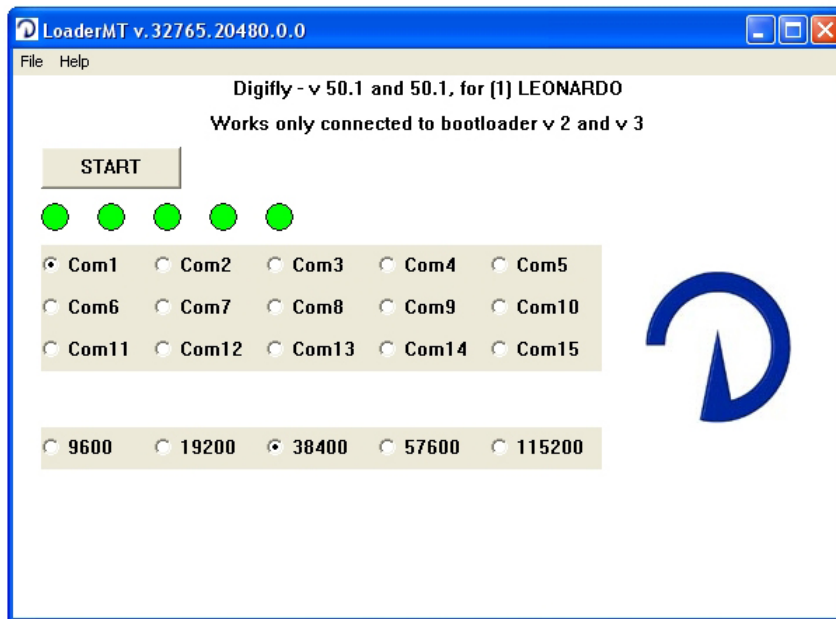 LoaderMT v.32765.20480.0.0
File Help
Digifly - v 50.1 and 50.1, for (1) LEONARDO
Works only connected to bootloader v 2 and v 3
START
Com1 Com2 Com3 Com4 Com5
Com6 Com7 Com8 Com9 Com10
Com11 Com12 Com13 Com14 Com15
9600 19200 38400 57600 115200